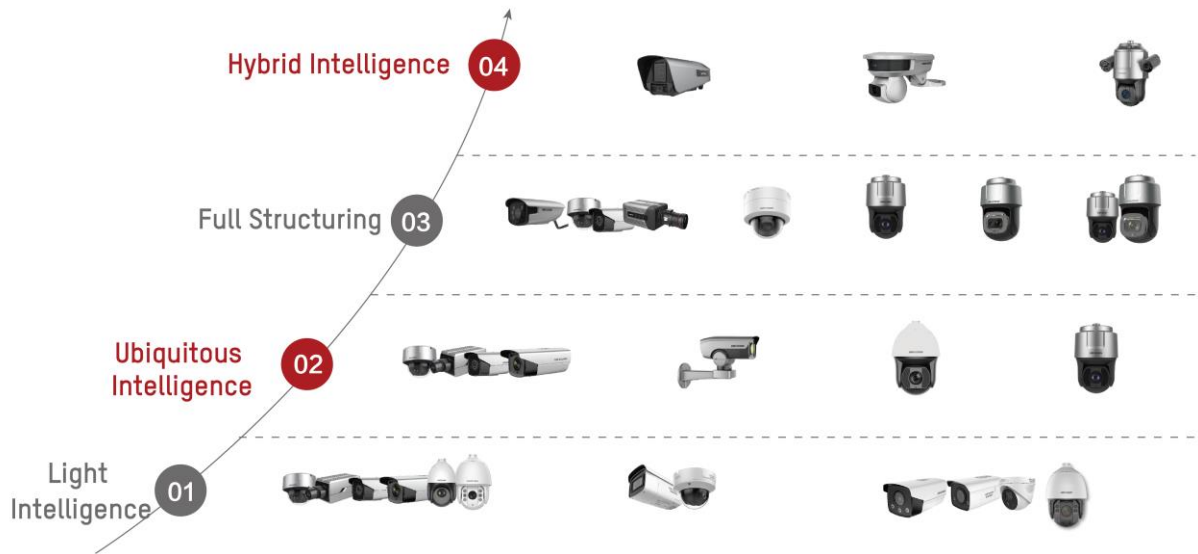 Hybrid Intelligence 04
Full Structuring 03
Ubiquitous
Intelligence 02
Light
Intelligence 01